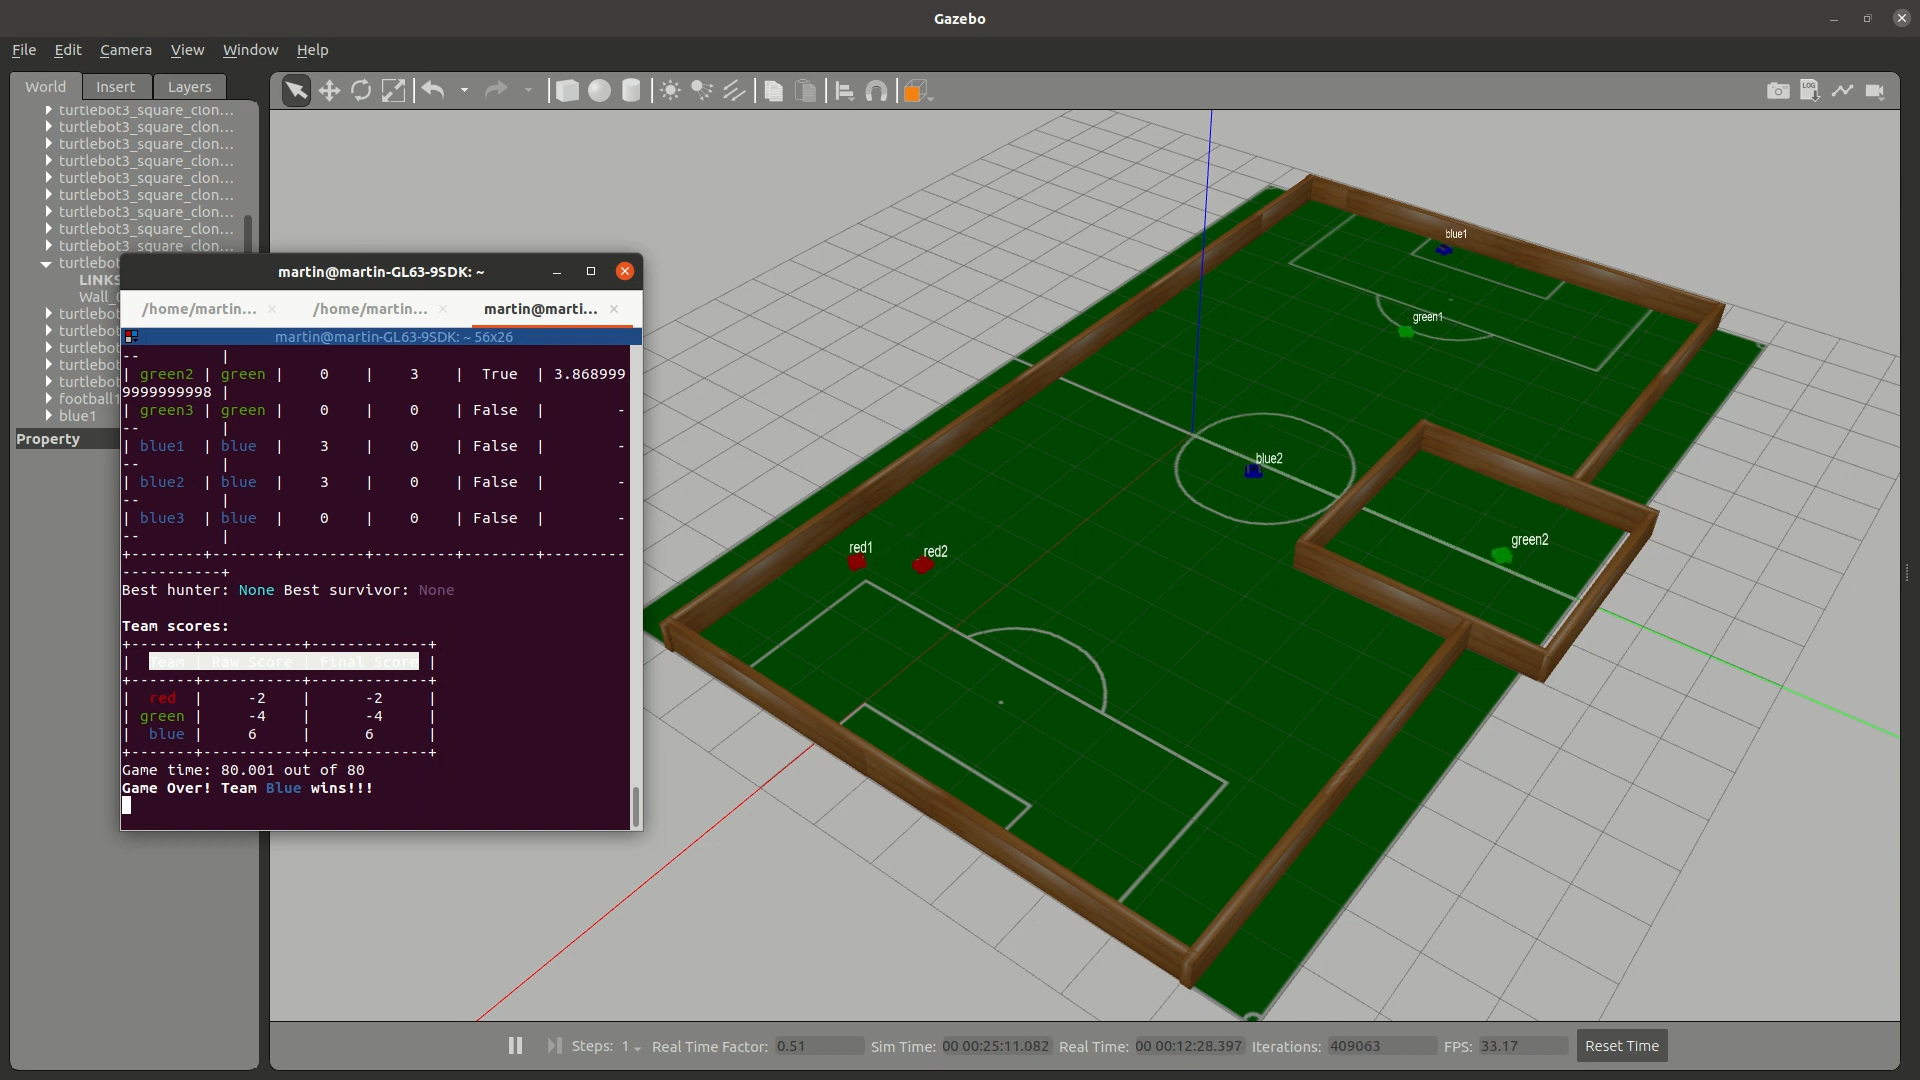 Gazebo
File Edit Camera View Window Help
World Insert Layers
turtlebot3_square_clon...
turtlebot3_square_clon...
turtlebot3_square_clon...
turtlebot3_square_clon...
turtlebot3_square_clon...
turtlebot3_square_clon...
turtlebot3_square_clon...
turtlebot3_square_clon...
turtlebot3_square_clon...
turtlebot
LINKS
Wall_
turtlebot
turtlebot
turtlebot
turtlebot
turtlebot
football1
blue1
Property
LOG
martin@martin-GL63-9SDK: ~
/home/martin... × /home/martin... × martin@marti... ×
martin@martin-GL63-9SDK: ~ 56x26
-- |
| green2 | green | 0 | 3 | True | 3.868999
9999999998 |
| green3 | green | 0 | 0 | False | -
-- |
| blue1 | blue | 3 | 0 | False | -
-- |
| blue2 | blue | 3 | 0 | False | -
-- |
| blue3 | blue | 0 | 0 | False | -
-- |
+--------+-------+---------+---------+-------+---------
------------+
Best hunter: None Best survivor: None
Team scores:
+-------+-----------+-------------+
| Team | Raw Score | Final Score |
+-------+-----------+-------------+
| red | -2 | -2 |
| green | -4 | -4 |
| blue | 6 | 6 |
+-------+-----------+-------------+
Game time: 80.001 out of 80
Game Over! Team Blue wins!!!
blue1
green1
blue2
green2
red1
red2
Steps: 1 Real Time Factor: 0.51 Sim Time: 00 00:25:11.082 Real Time: 00 00:12:28.397 Iterations: 409063 FPS: 33.17 Reset Time